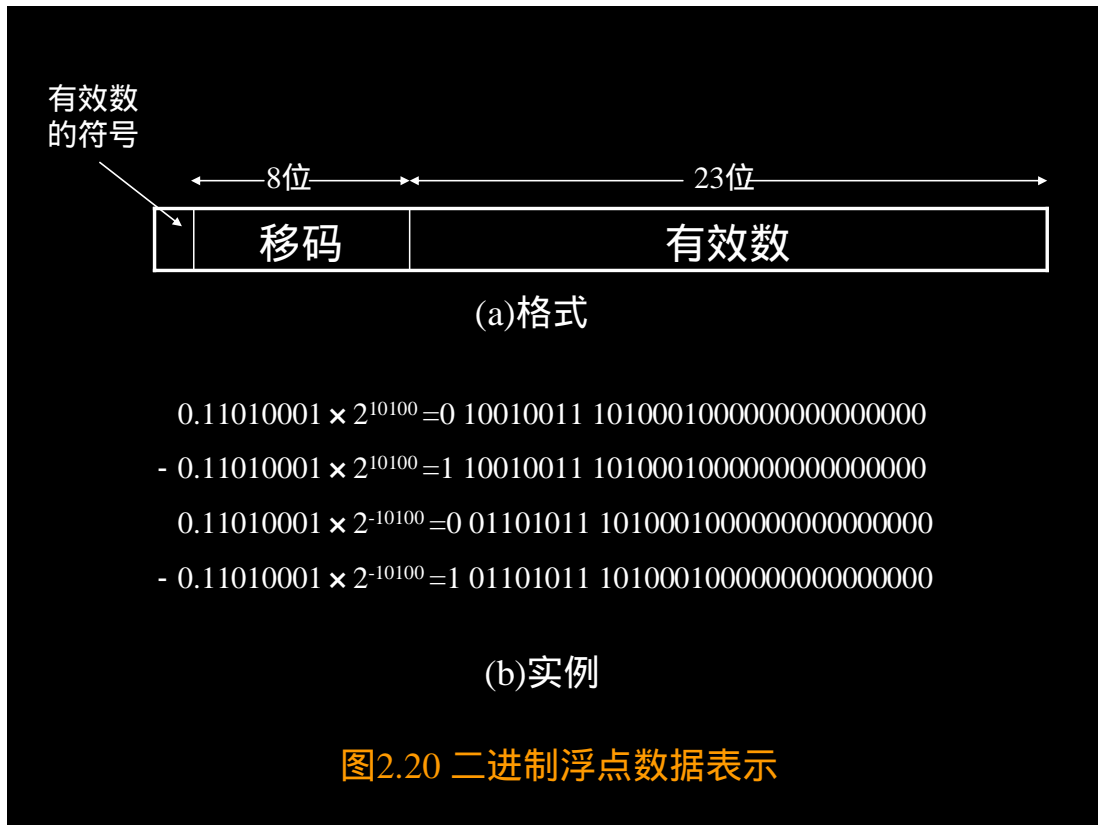 有效数
的符号
8位
23位
移码
有效数
(a)格式
0.11010001 × 2^10100 =0 10010011 10100010000000000000000
- 0.11010001 × 2^10100 =1 10010011 10100010000000000000000
0.11010001 × 2^-10100 =0 01101011 10100010000000000000000
- 0.11010001 × 2^-10100 =1 01101011 10100010000000000000000
(b)实例
图2.20 二进制浮点数据表示